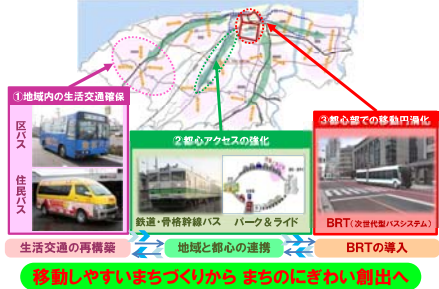 ①地域内の生活交通確保
区バス
住民バス
②都心アクセスの強化
鉄道・骨格幹線バス
パーク＆ライド
③都心部での移動円滑化
BRT(次世代型バスシステム)
生活交通の再構築
地域と都心の連携
BRTの導入
移動しやすいまちづくりから まちのにぎわい創出へ